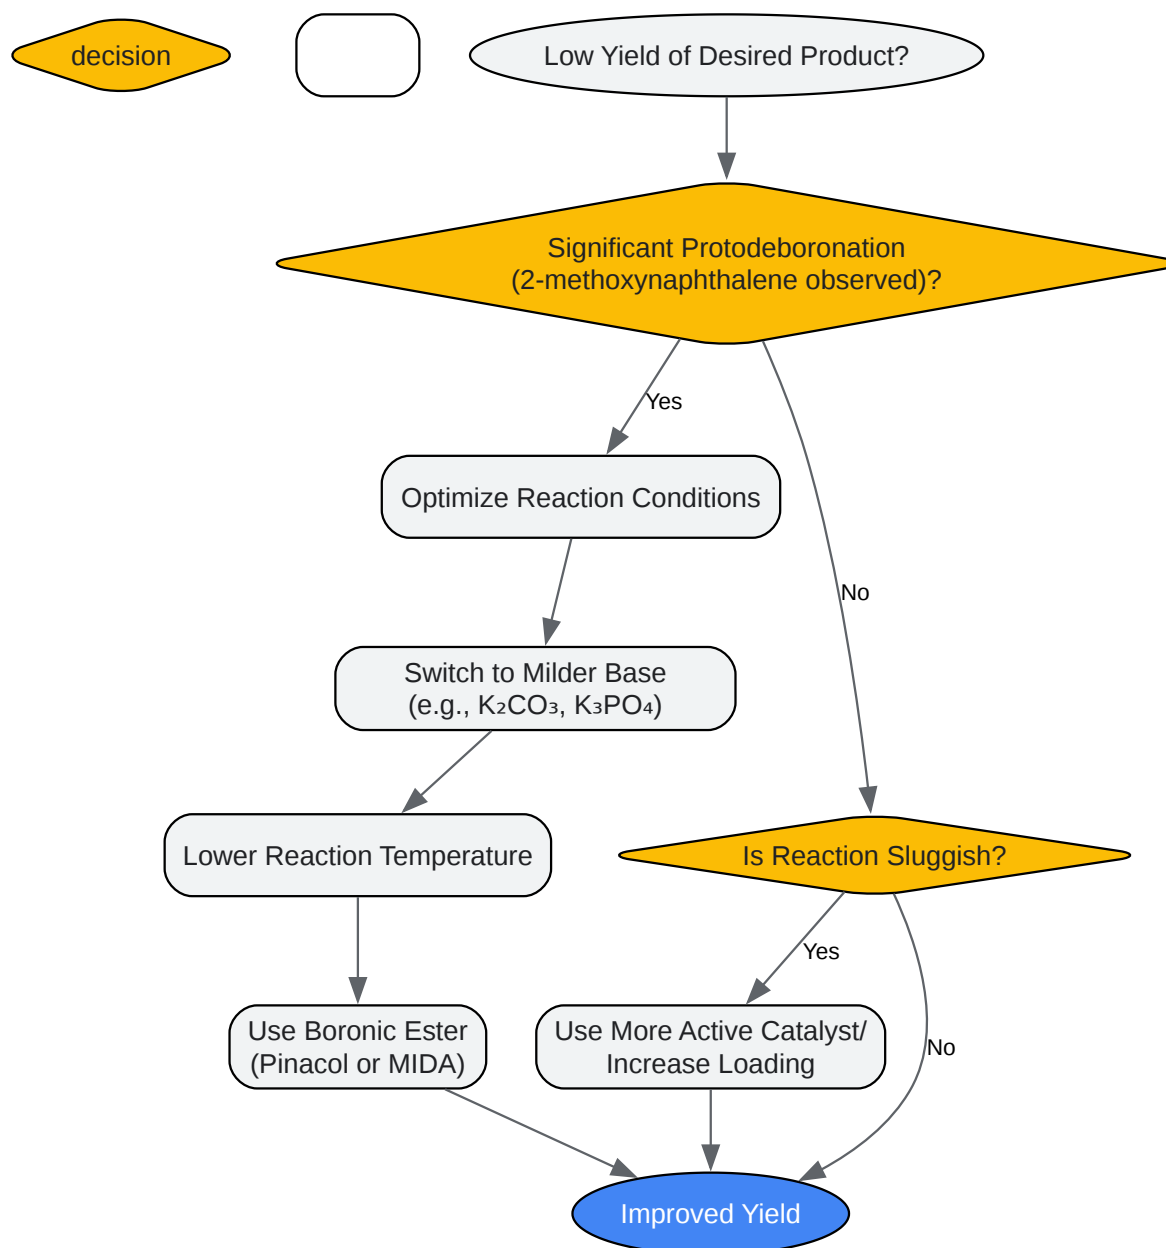 decision
Low Yield of Desired Product?
Significant Protodeboronation
(2-methoxynaphthalene observed)?
Yes
Optimize Reaction Conditions
No
Switch to Milder Base
(e.g., K₂CO₃, K₃PO₄)
Lower Reaction Temperature
Is Reaction Sluggish?
Yes
Use Boronic Ester
(Pinacol or MIDA)
Use More Active Catalyst/
Increase Loading
No
Improved Yield